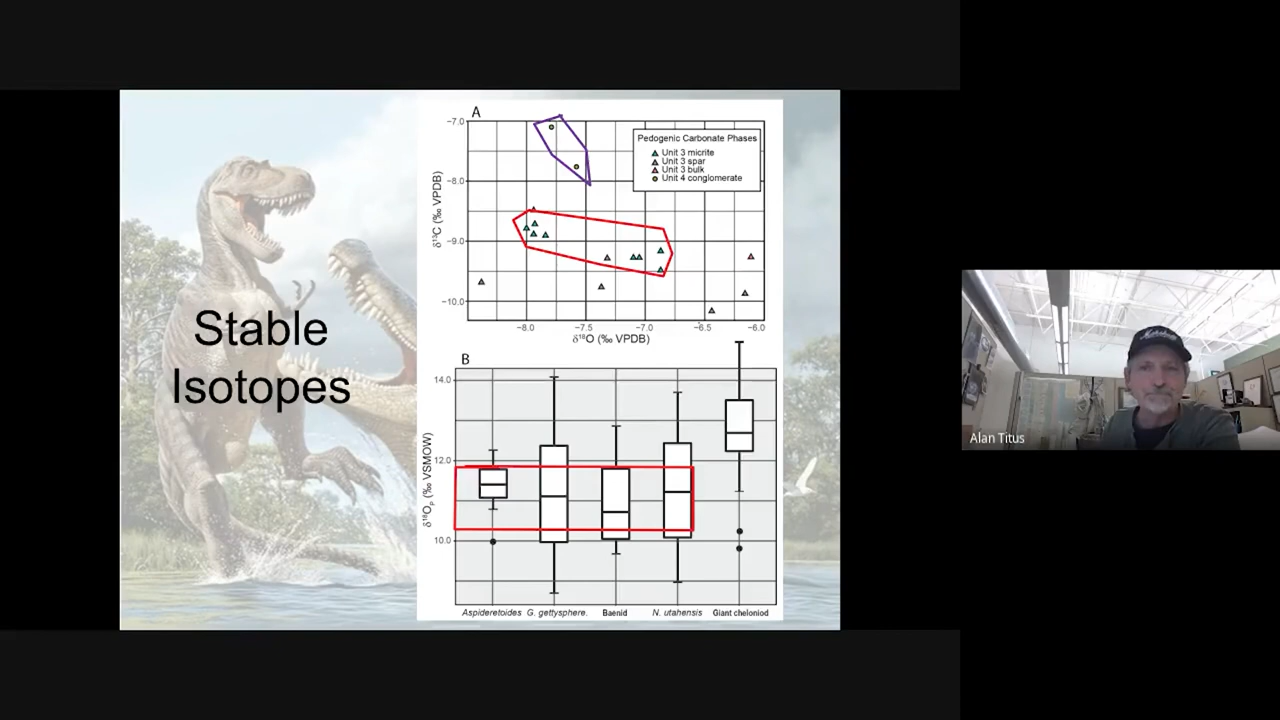 Stable
Isotopes
A
Pedogenic Carbonate Phases
Unit 3 micrite
Unit 3 spar
Unit 3 bulk
Unit 4 conglomerate
δ¹³C (‰ VPDB)
−7.0
−8.0
−9.0
−10.0
−8.0 −7.5 −7.0 −6.5 −6.0
δ¹⁸O (‰ VPDB)
B
δ¹⁸Oₚ (‰ VSMOW)
14.0
12.0
10.0
Aspideretoides G. gettysphere. Baenid N. utahensis Giant cheloniod
Alan Titus